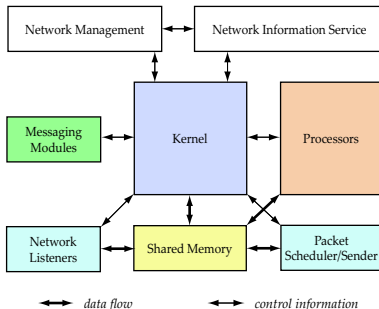 Network Management
Network Information Service
Messaging
Modules
Kernel
Processors
Network
Listeners
Shared Memory
Packet
Scheduler/Sender
data flow
control information